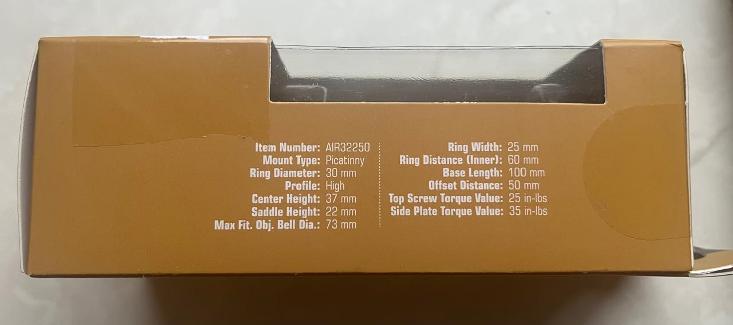 Item Number: AIR32250
Mount Type: Picatinny
Ring Diameter: 30 mm
Profile: High
Center Height: 37 mm
Saddle Height: 22 mm
Max Fit. Obj. Bell Dia.: 73 mm
Ring Width: 25 mm
Ring Distance (Inner): 60 mm
Base Length: 100 mm
Offset Distance: 50 mm
Top Screw Torque Value: 25 in-lbs
Side Plate Torque Value: 35 in-lbs